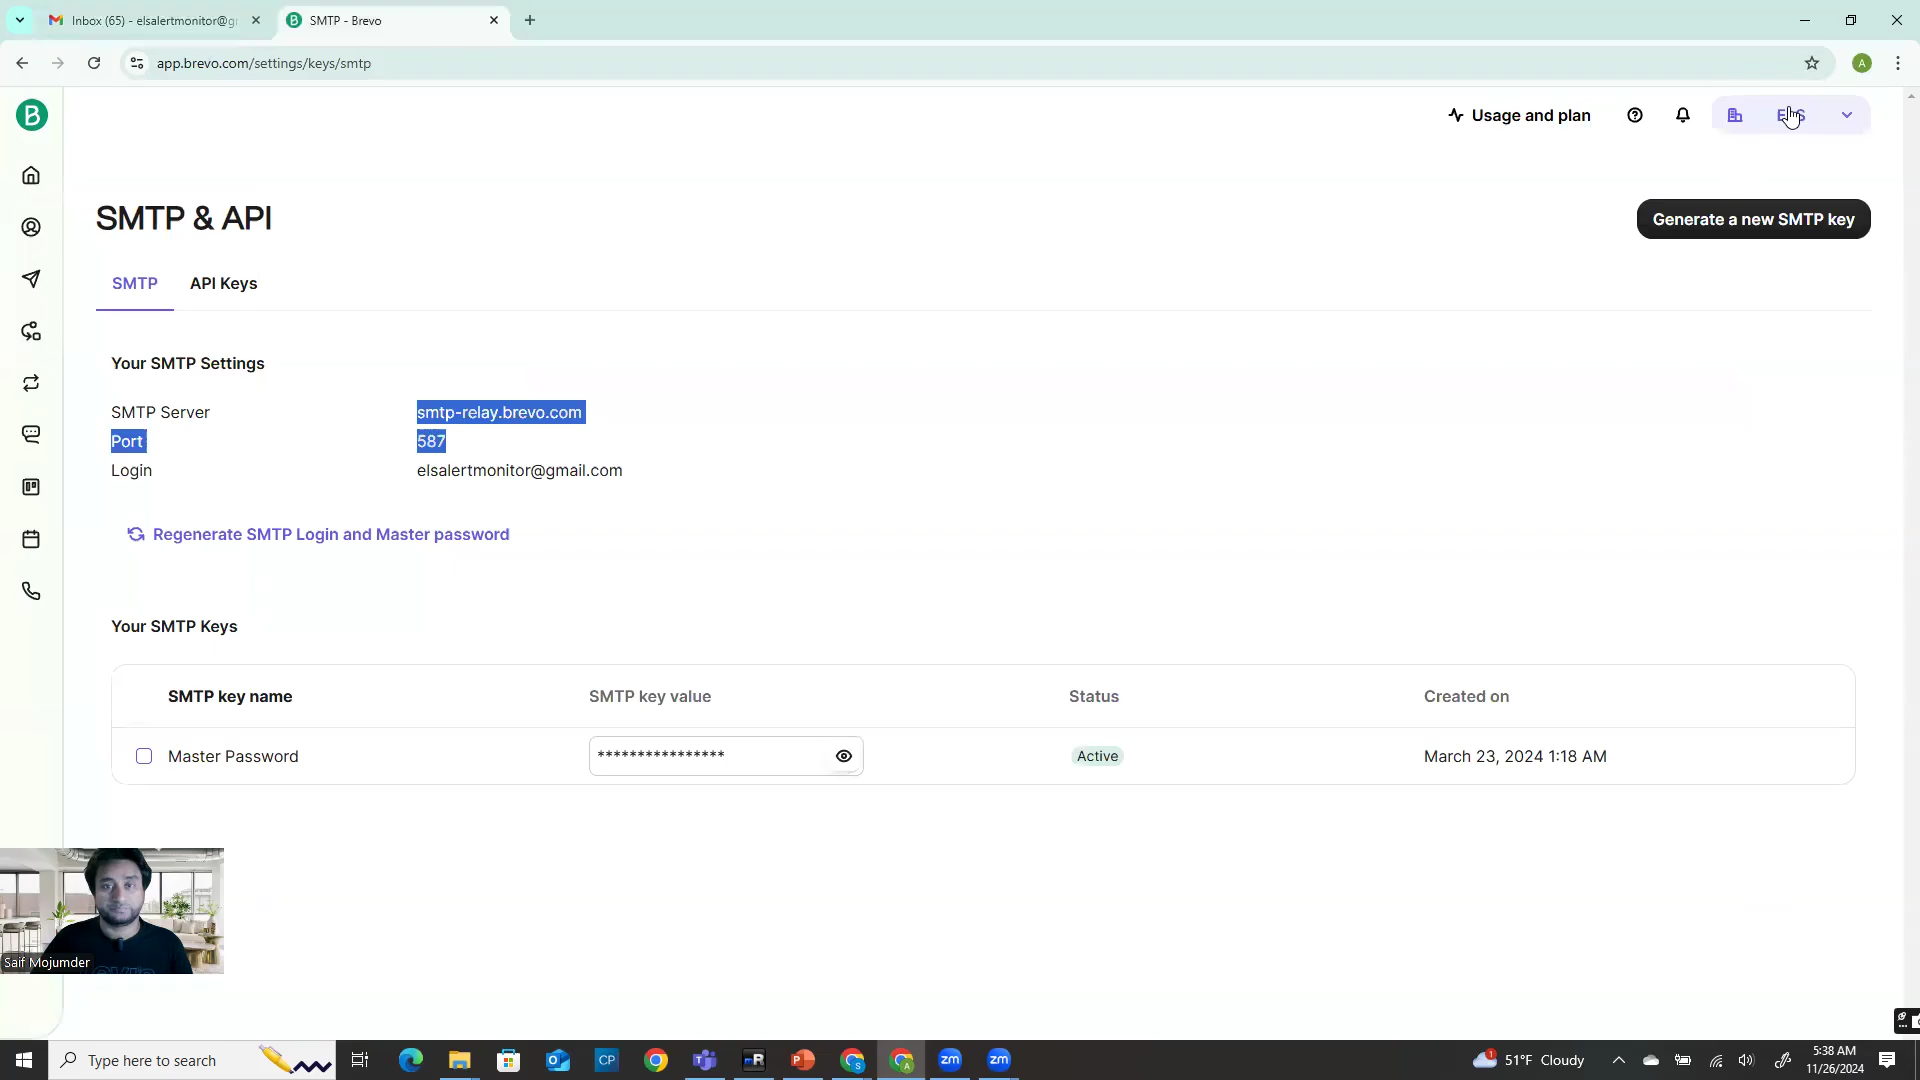 Inbox (65) - elsalertmonitor@g
SMTP - Brevo
app.brevo.com/settings/keys/smtp
B
Usage and plan
A
SMTP & API
Generate a new SMTP key
SMTP
API Keys
Your SMTP Settings
SMTP Server
smtp-relay.brevo.com
Port
587
Login
elsalertmonitor@gmail.com
Regenerate SMTP Login and Master password
Your SMTP Keys
SMTP key name
SMTP key value
Status
Created on
Master Password
****************
Active
March 23, 2024 1:18 AM
Saif Mojumder
Type here to search
CP
zm
zm
1
51°F Cloudy
5:38 AM
11/26/2024